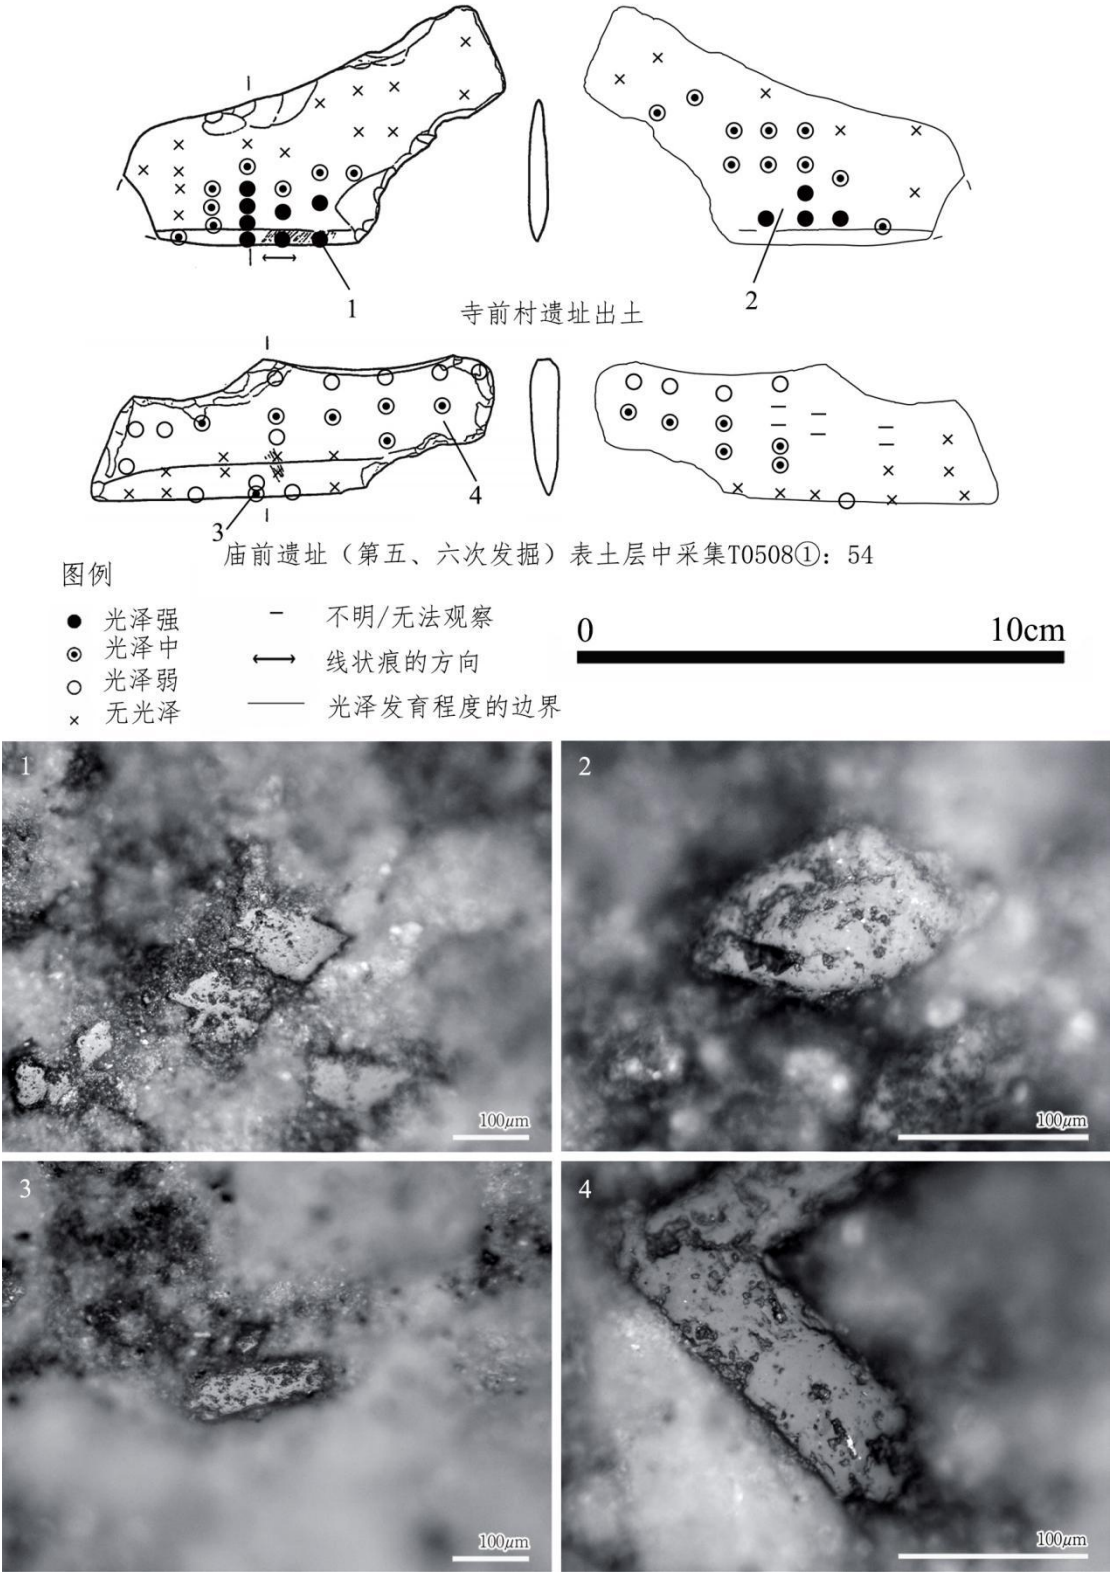 1
2
寺前村遗址出土
3
4
庙前遗址（第五、六次发掘）表土层中采集T0508①：54
图例
光泽强
光泽中
光泽弱
无光泽
不明/无法观察
线状痕的方向
光泽发育程度的边界
0 10cm
1
100μm
2
100μm
3
100μm
4
100μm